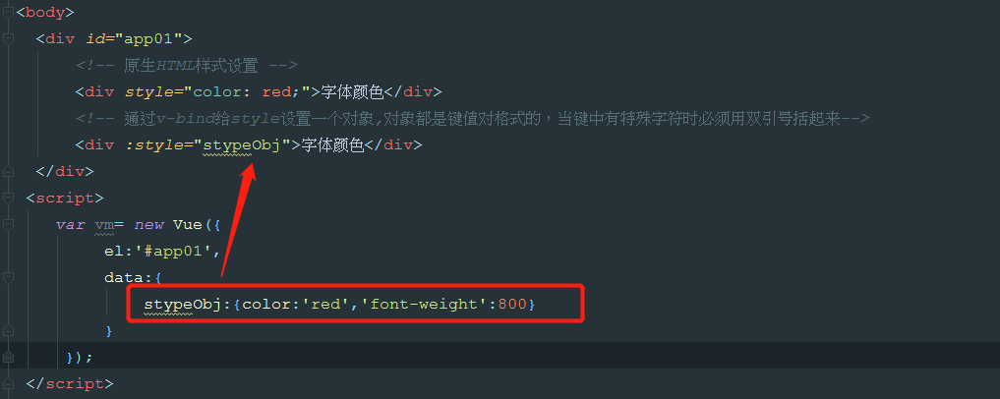 <body>
<div id="app01">
<!-- 原生HTML样式设置 -->
<div style="color: red;">字体颜色</div>
<!-- 通过v-bind给style设置一个对象,对象都是键值对格式的，当键中有特殊字符时必须用双引号括起来-->
<div :style="stypeObj">字体颜色</div>
</div>
<script>
var vm= new Vue({
el:'#app01',
data:{
stypeObj:{color:'red','font-weight':800}
}
});
</script>